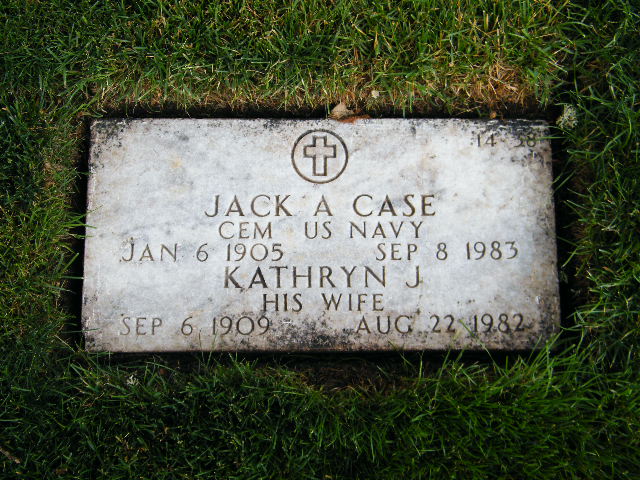 14 38
JACK A CASE
CEM US NAVY
JAN 6 1905 SEP 8 1983
KATHRYN J
HIS WIFE
SEP 6 1909 AUG 22 1982